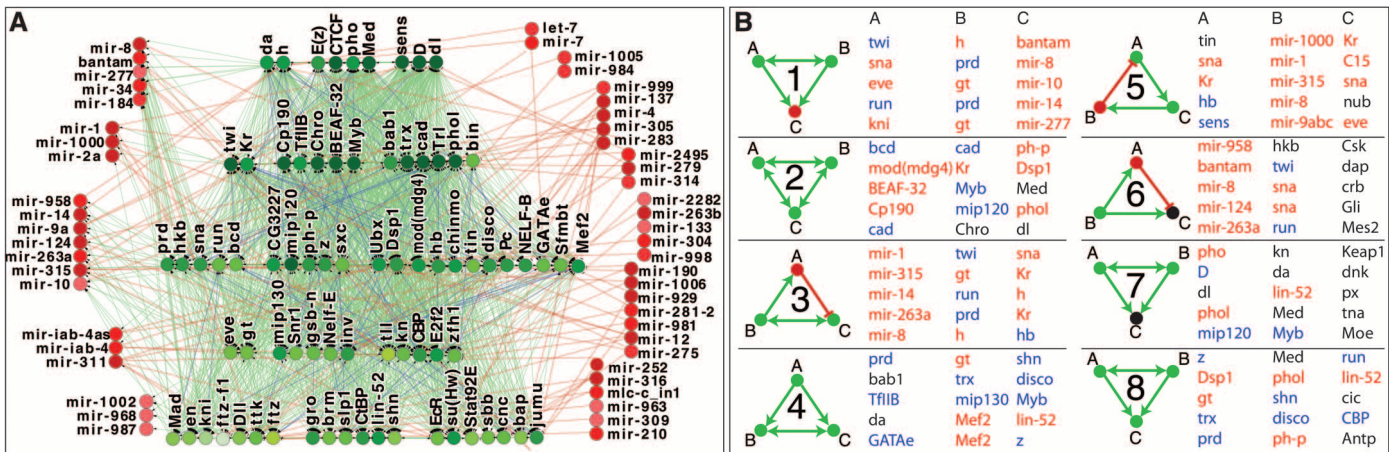 A
mir-8
bantam
mir-277
mir-34
mir-184
mir-1
mir-1000
mir-2a
mir-958
mir-14
mir-9a
mir-124
mir-263a
mir-315
mir-10
mir-iab-4as
mir-iab-4
mir-311
mir-1002
mir-968
mir-987
da h E(z) CTCF pho Med sens D dl
twi Kr Cp190 TfIIB Chro BEAF-32 Myb bab1 trx cad Trl phol bin
prd hkb sna run bcd CG3227 mip120 ph-p z sxc Ubx Dsp1 mod(mdg4) hb chinmo tin disco Pc NELF-B GATAe Sfmbt Mef2
eve gt mip130 Snr1 gsb-n Nelf-E inv tll kn CBP E2f2 zfh1
Mad en kni ftz-f1 Dll ttk ftz gro brm slp1 CtBP lin-52 shn EcR su(Hw) Stat92E sbb cnc bap jumu
let-7
mir-7
mir-1005
mir-984
mir-999
mir-137
mir-4
mir-305
mir-283
mir-2495
mir-279
mir-314
mir-2282
mir-263b
mir-133
mir-304
mir-998
mir-190
mir-1006
mir-929
mir-281-2
mir-981
mir-12
mir-275
mir-252
mir-316
mlc-c_in1
mir-963
mir-309
mir-210
B
A B C
A B
1
C
twi h bantam
sna prd mir-8
eve gt mir-10
run prd mir-14
kni gt mir-277
A B
2
C
bcd cad ph-p
mod(mdg4) Kr Dsp1
BEAF-32 Myb Med
Cp190 mip120 phol
cad Chro dl
A
3
B C
mir-1 twi sna
mir-315 gt Kr
mir-14 run h
mir-263a prd Kr
mir-8 h hb
A
4
B C
prd gt shn
bab1 trx disco
TfIIB mip130 Myb
da Mef2 lin-52
GATAe Mef2 z
A B C
A
5
B C
tin mir-1000 Kr
sna mir-1 C15
Kr mir-315 sna
hb mir-8 nub
sens mir-9abc eve
A
6
B C
mir-958 hkb Csk
bantam twi dap
mir-8 sna crb
mir-124 sna Gli
mir-263a run Mes2
A B
7
C
pho kn Keap1
D da dnk
dl lin-52 px
phol Med tna
mip120 Myb Moe
A B
8
C
z Med run
Dsp1 phol lin-52
gt shn cic
trx disco CBP
prd ph-p Antp